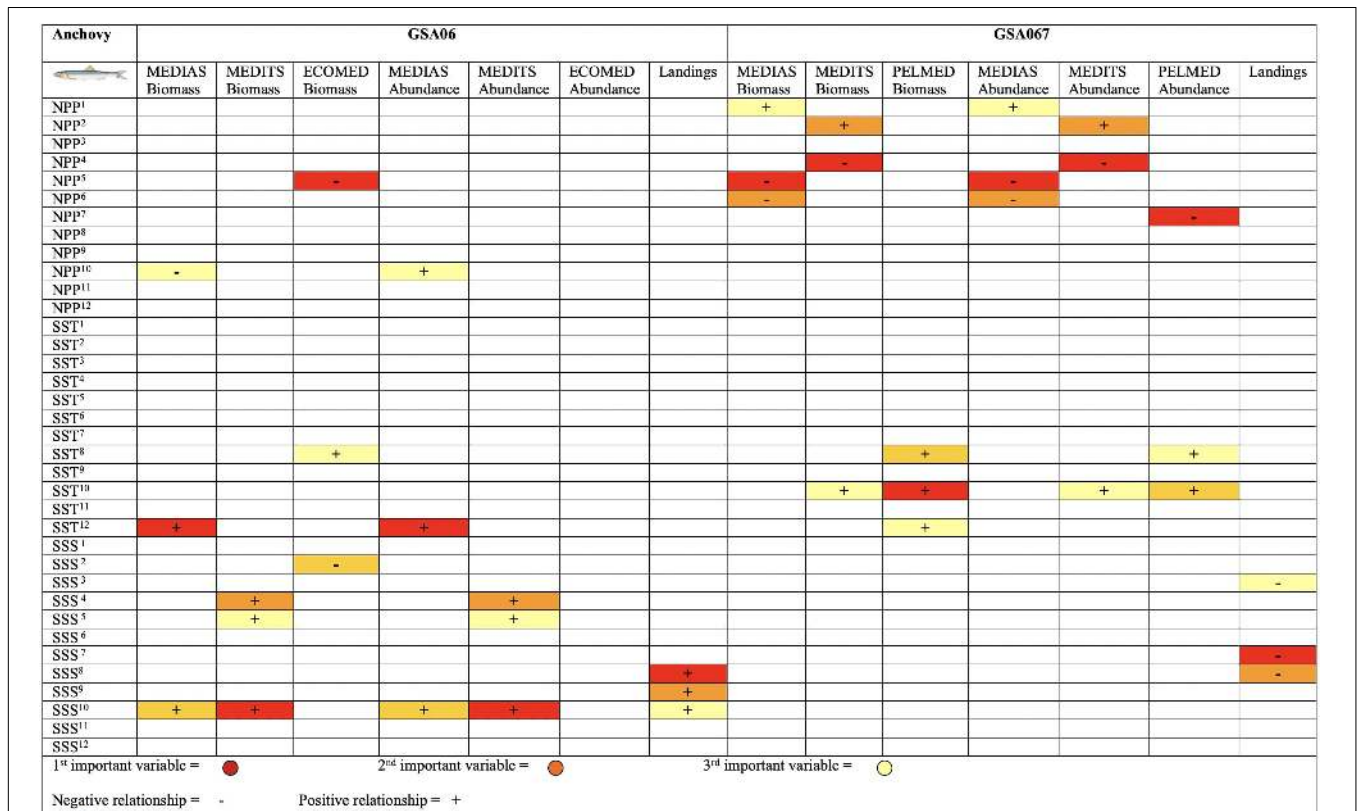 Anchovy GSA06 GSA067
MEDIAS Biomass MEDITS Biomass ECOMED Biomass MEDIAS Abundance MEDITS Abundance ECOMED Abundance Landings MEDIAS Biomass MEDITS Biomass PELMED Biomass MEDIAS Abundance MEDITS Abundance PELMED Abundance Landings
NPP¹ + +
NPP² + +
NPP³
NPP⁴ - -
NPP⁵ - - -
NPP⁶ - -
NPP⁷ -
NPP⁸
NPP⁹
NPP¹⁰ - +
NPP¹¹
NPP¹²
SST¹
SST²
SST³
SST⁴
SST⁵
SST⁶
SST⁷
SST⁸ + + +
SST⁹
SST¹⁰ + + + +
SST¹¹
SST¹² + + +
SSS¹
SSS² -
SSS³ -
SSS⁴ + +
SSS⁵ + +
SSS⁶
SSS⁷ -
SSS⁸ + -
SSS⁹ +
SSS¹⁰ + + + + +
SSS¹¹
SSS¹²
1st important variable = 2nd important variable = 3rd important variable =
Negative relationship = - Positive relationship = +